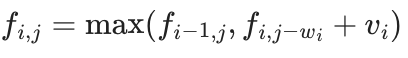 f_{i,j} = max(f_{i−1,j}, f_{i,j−w_i} + v_i)